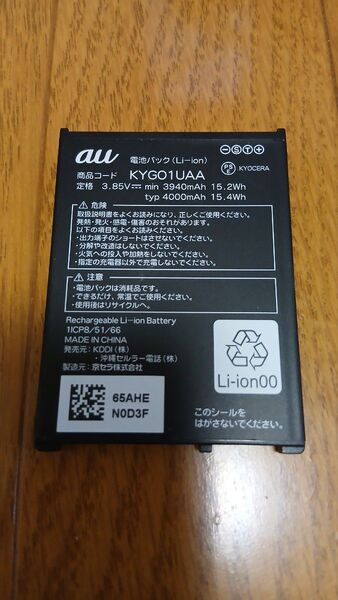 au 電池パック(Li-ion) ⊖ⓈⓉ⊕
商品コード KYG01UAA PSE KYOCERA
定格 3.85V⎓ min 3940mAh 15.2Wh
typ 4000mAh 15.4Wh
⚠危険
取扱説明書をよくお読みになり、正しくご使用ください。
発熱・発火・感電・傷害のおそれがあります。
以下の項目をよくお読みください。
・出力端子のショートはさせないでください。
・分解や改造はしないでください。
・火気への投入や加熱をしないでください。
・指定の充電器以外で充電しないでください。
⚠注意
・電池パックは消耗品です。
・できるだけ、常温でご使用ください。
・使用後はリサイクルへ。
Rechargeable Li-ion Battery
1ICP8/51/66
MADE IN CHINA
発売元:KDDI(株)
・沖縄セルラー電話(株)
製造元:京セラ株式会社
Li-ion00
65AHE
N0D3F
このシールを
はがさないでください。